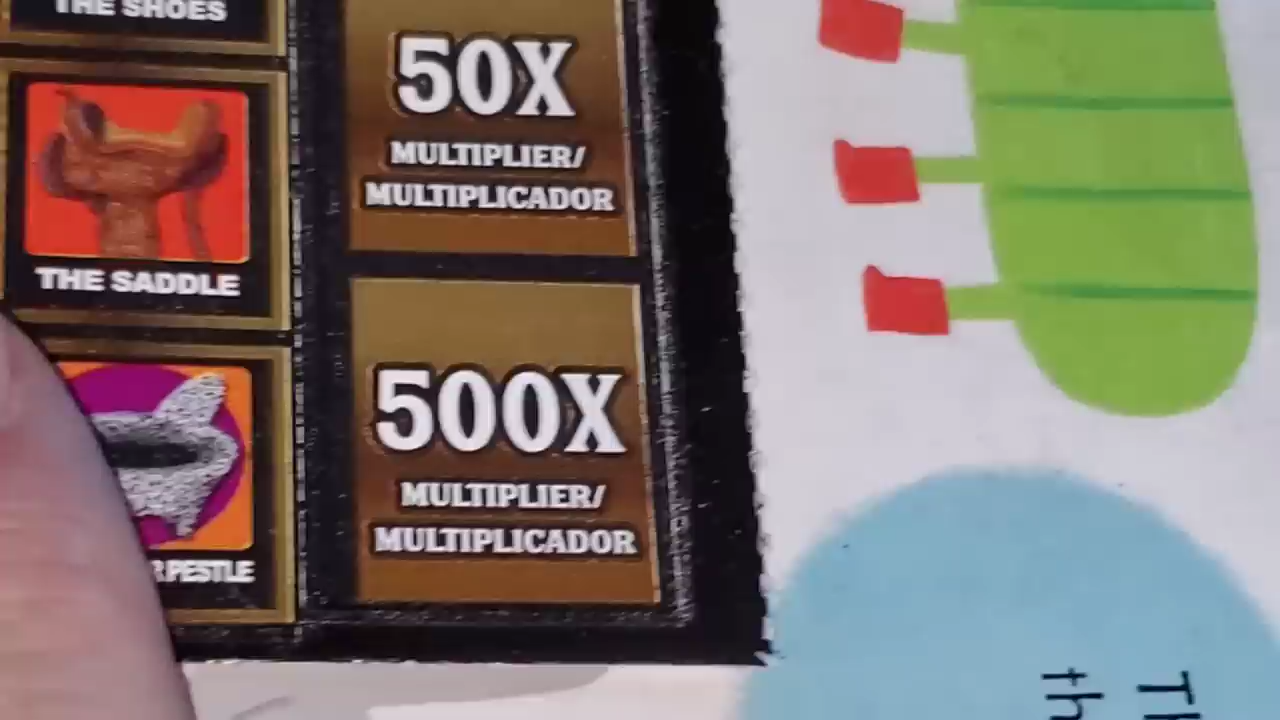 THE SHOES
50X
MULTIPLIER/
MULTIPLICADOR
THE SADDLE
500X
MULTIPLIER/
MULTIPLICADOR
PESTLE